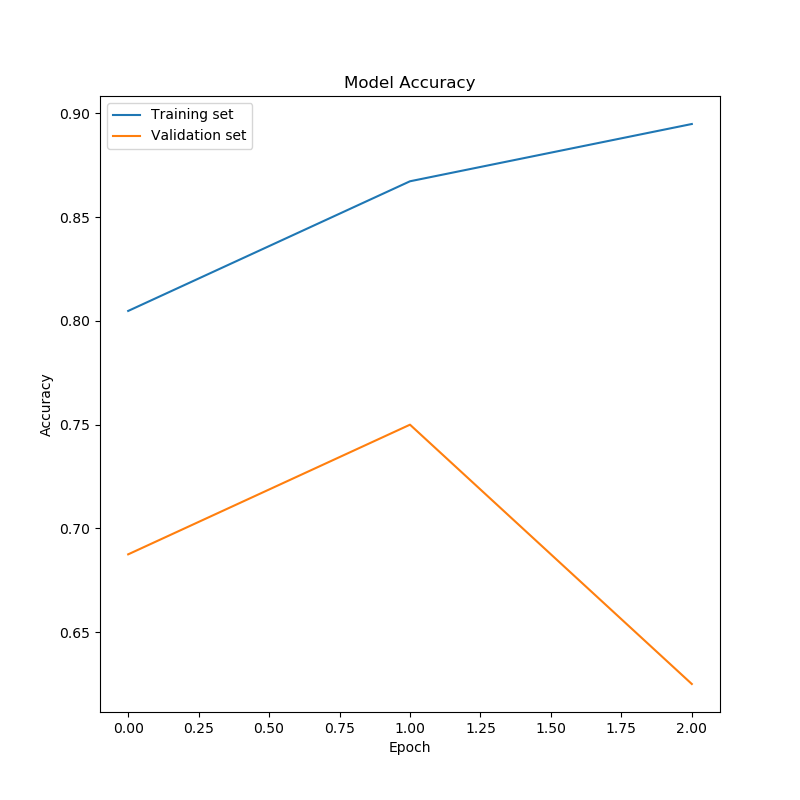 Model Accuracy
Training set
Validation set
0.90
0.85
0.80
0.75
0.70
0.65
Accuracy
0.00 0.25 0.50 0.75 1.00 1.25 1.50 1.75 2.00
Epoch